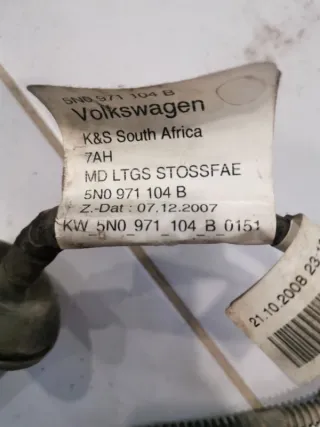 5N0 971 104 B
Volkswagen
K&S South Africa
7AH
MD LTGS STOSSFAE
5N0 971 104 B
Z.-Dat : 07.12.2007
KW 5N0 971 104 B 0151
21.10.2008 23: